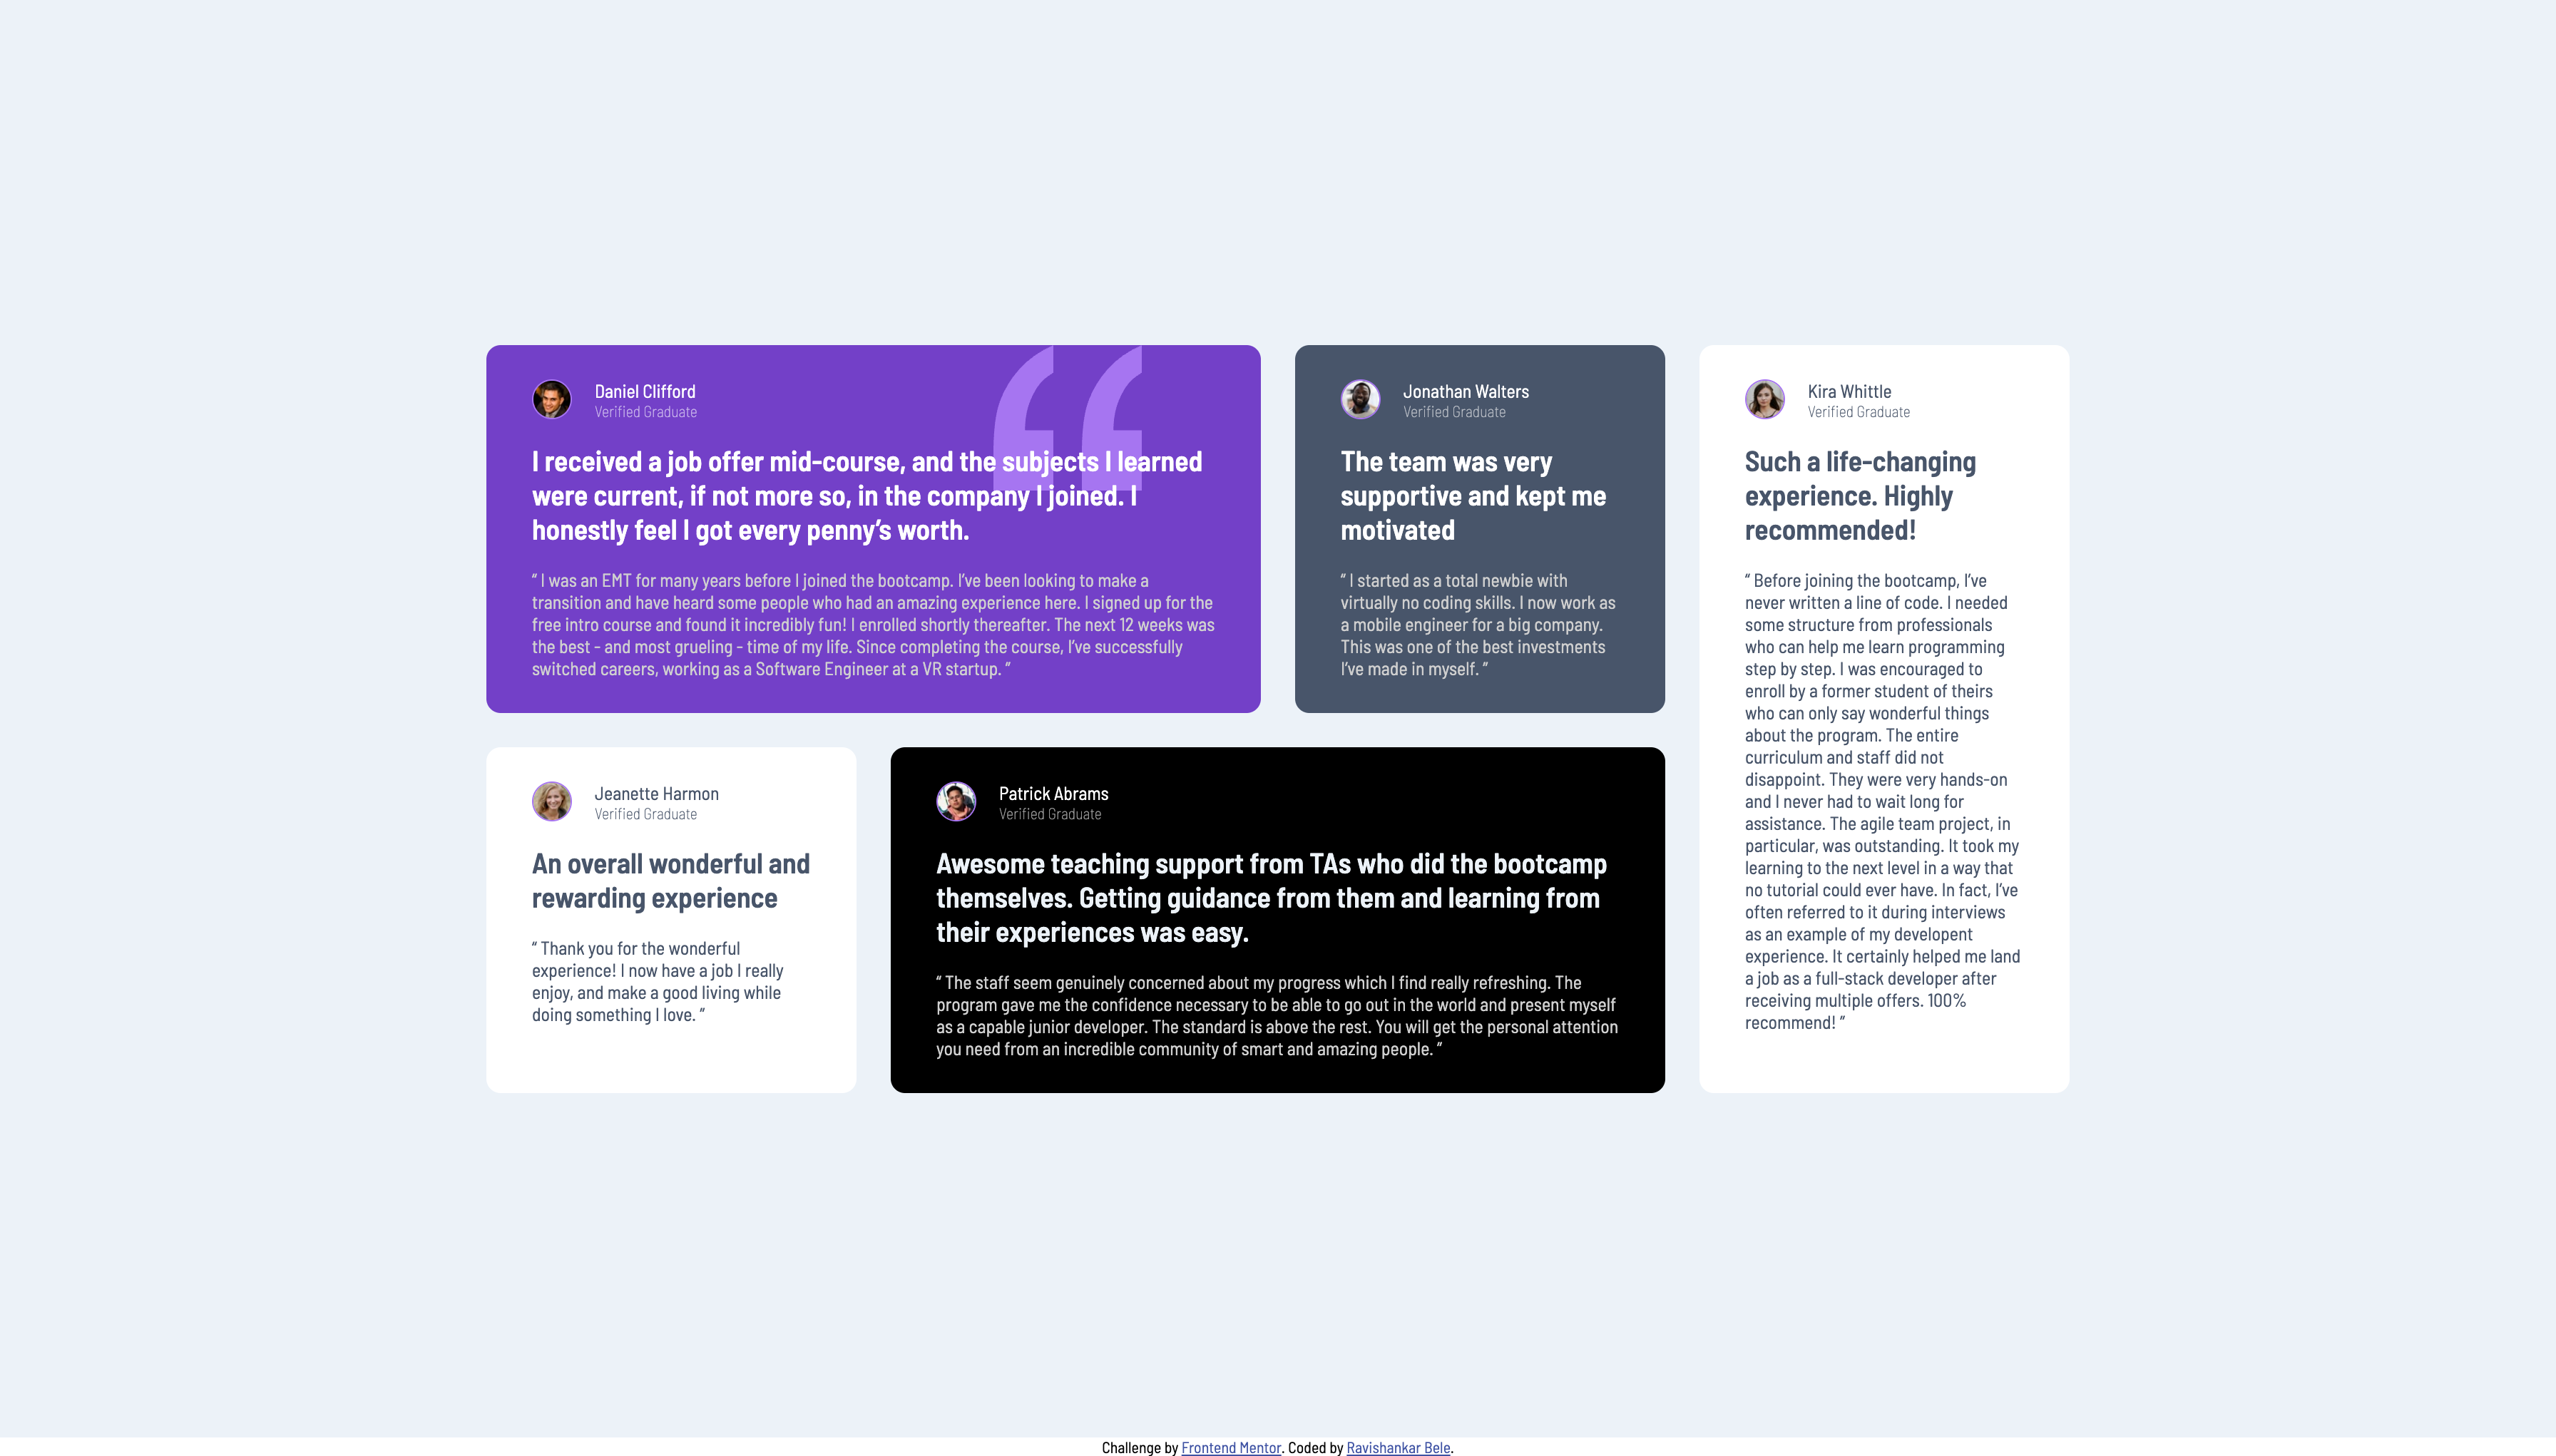 Daniel Clifford
Verified Graduate
I received a job offer mid-course, and the subjects I learned
were current, if not more so, in the company I joined. I
honestly feel I got every penny’s worth.
“ I was an EMT for many years before I joined the bootcamp. I’ve been looking to make a
transition and have heard some people who had an amazing experience here. I signed up for the
free intro course and found it incredibly fun! I enrolled shortly thereafter. The next 12 weeks was
the best - and most grueling - time of my life. Since completing the course, I’ve successfully
switched careers, working as a Software Engineer at a VR startup. ”
Jonathan Walters
Verified Graduate
The team was very
supportive and kept me
motivated
“ I started as a total newbie with
virtually no coding skills. I now work as
a mobile engineer for a big company.
This was one of the best investments
I’ve made in myself. ”
Kira Whittle
Verified Graduate
Such a life-changing
experience. Highly
recommended!
“ Before joining the bootcamp, I’ve
never written a line of code. I needed
some structure from professionals
who can help me learn programming
step by step. I was encouraged to
enroll by a former student of theirs
who can only say wonderful things
about the program. The entire
curriculum and staff did not
disappoint. They were very hands-on
and I never had to wait long for
assistance. The agile team project, in
particular, was outstanding. It took my
learning to the next level in a way that
no tutorial could ever have. In fact, I’ve
often referred to it during interviews
as an example of my developent
experience. It certainly helped me land
a job as a full-stack developer after
receiving multiple offers. 100%
recommend! ”
Jeanette Harmon
Verified Graduate
An overall wonderful and
rewarding experience
“ Thank you for the wonderful
experience! I now have a job I really
enjoy, and make a good living while
doing something I love. ”
Patrick Abrams
Verified Graduate
Awesome teaching support from TAs who did the bootcamp
themselves. Getting guidance from them and learning from
their experiences was easy.
“ The staff seem genuinely concerned about my progress which I find really refreshing. The
program gave me the confidence necessary to be able to go out in the world and present myself
as a capable junior developer. The standard is above the rest. You will get the personal attention
you need from an incredible community of smart and amazing people. ”
Challenge by Frontend Mentor. Coded by Ravishankar Bele.